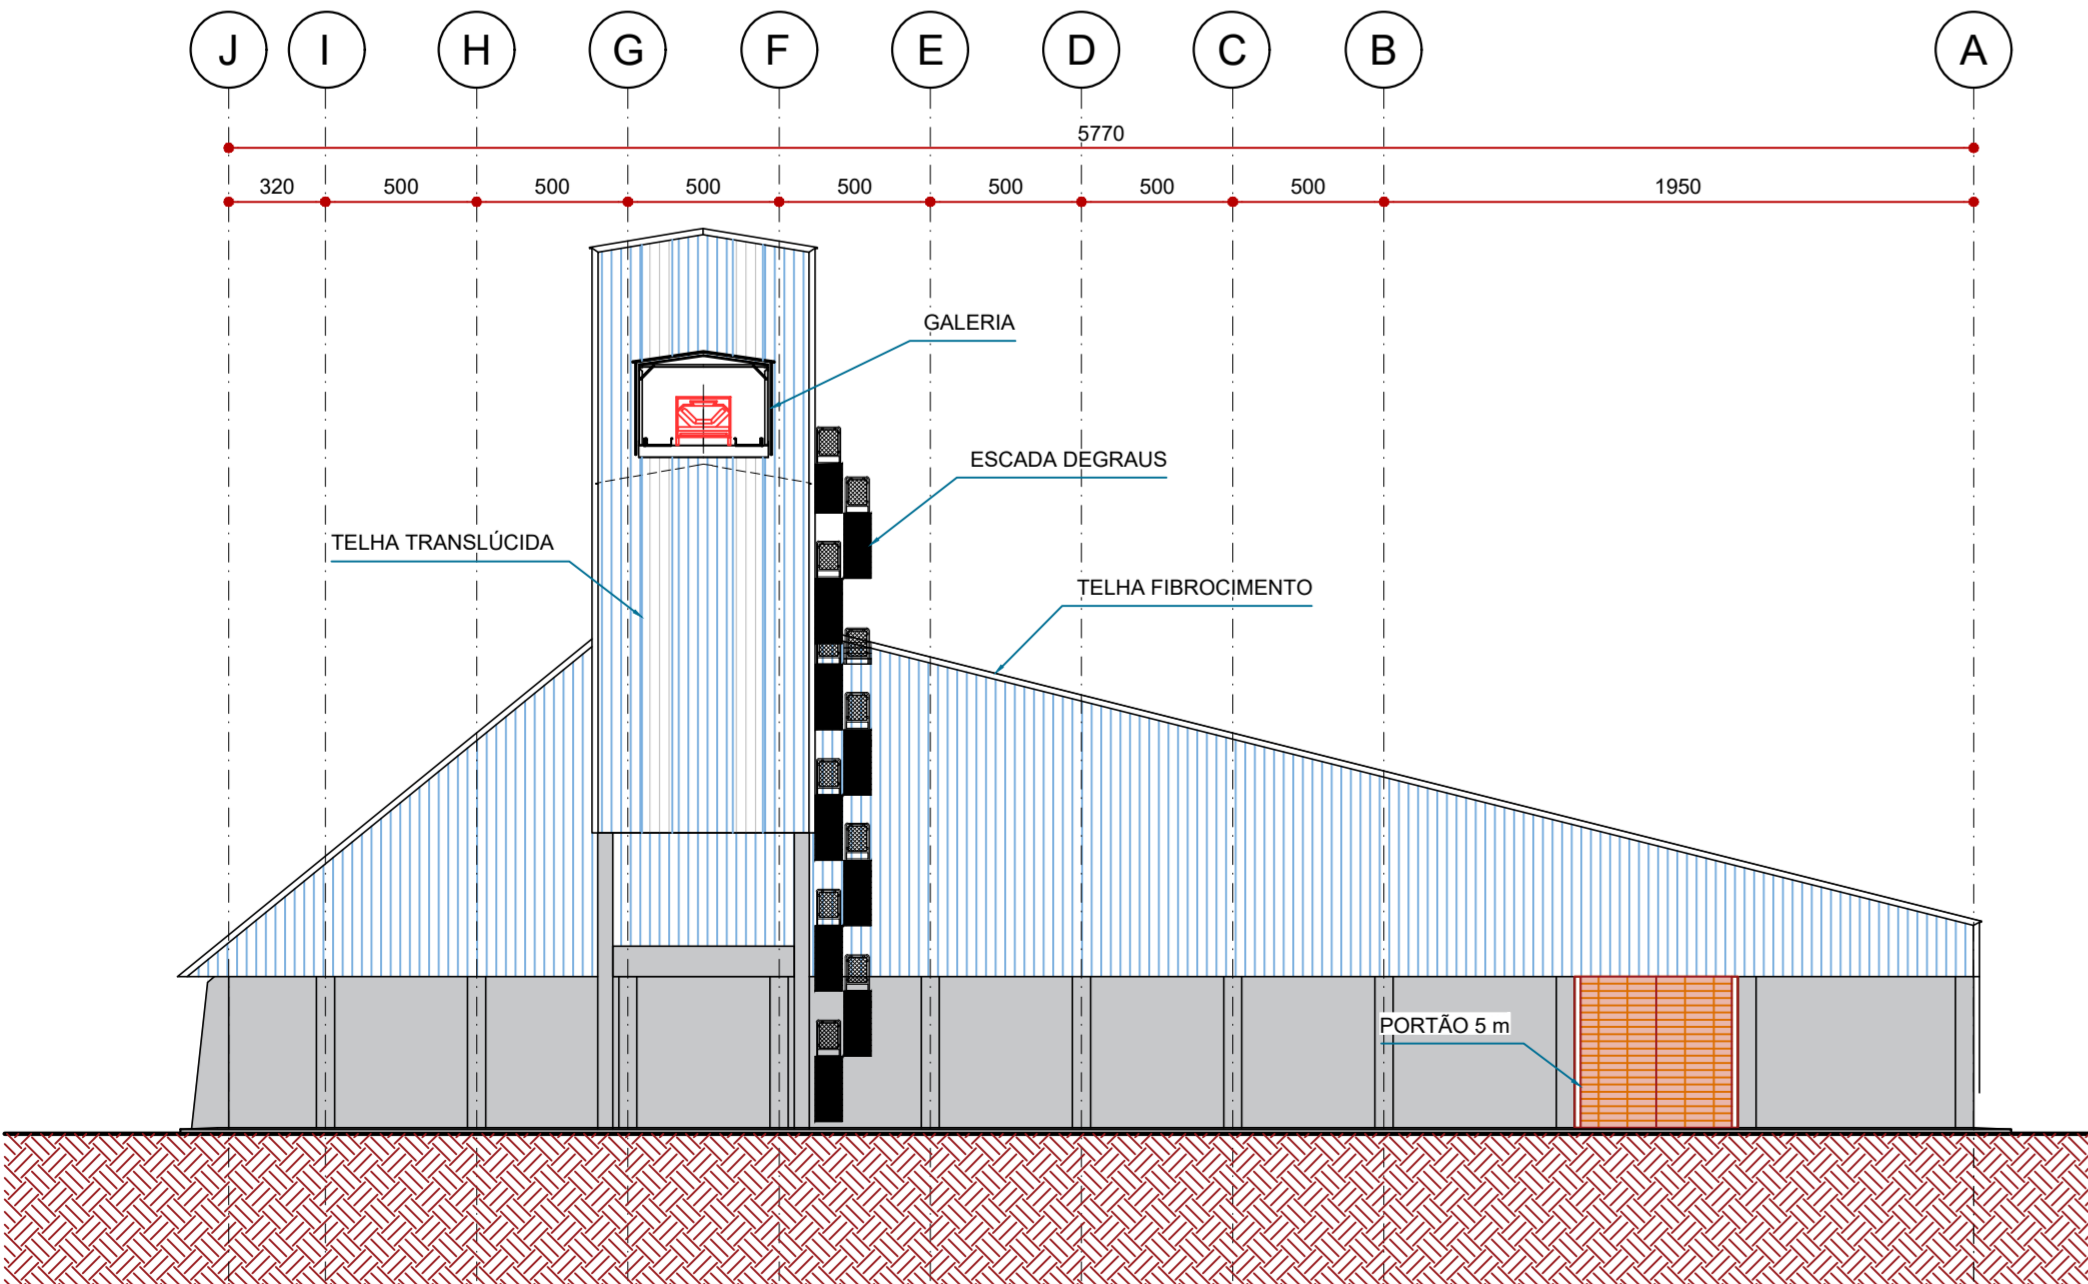 J I H G F E D C B A
5770
320 500 500 500 500 500 500 500 1950
GALERIA
ESCADA DEGRAUS
TELHA TRANSLÚCIDA
TELHA FIBROCIMENTO
PORTÃO 5 m